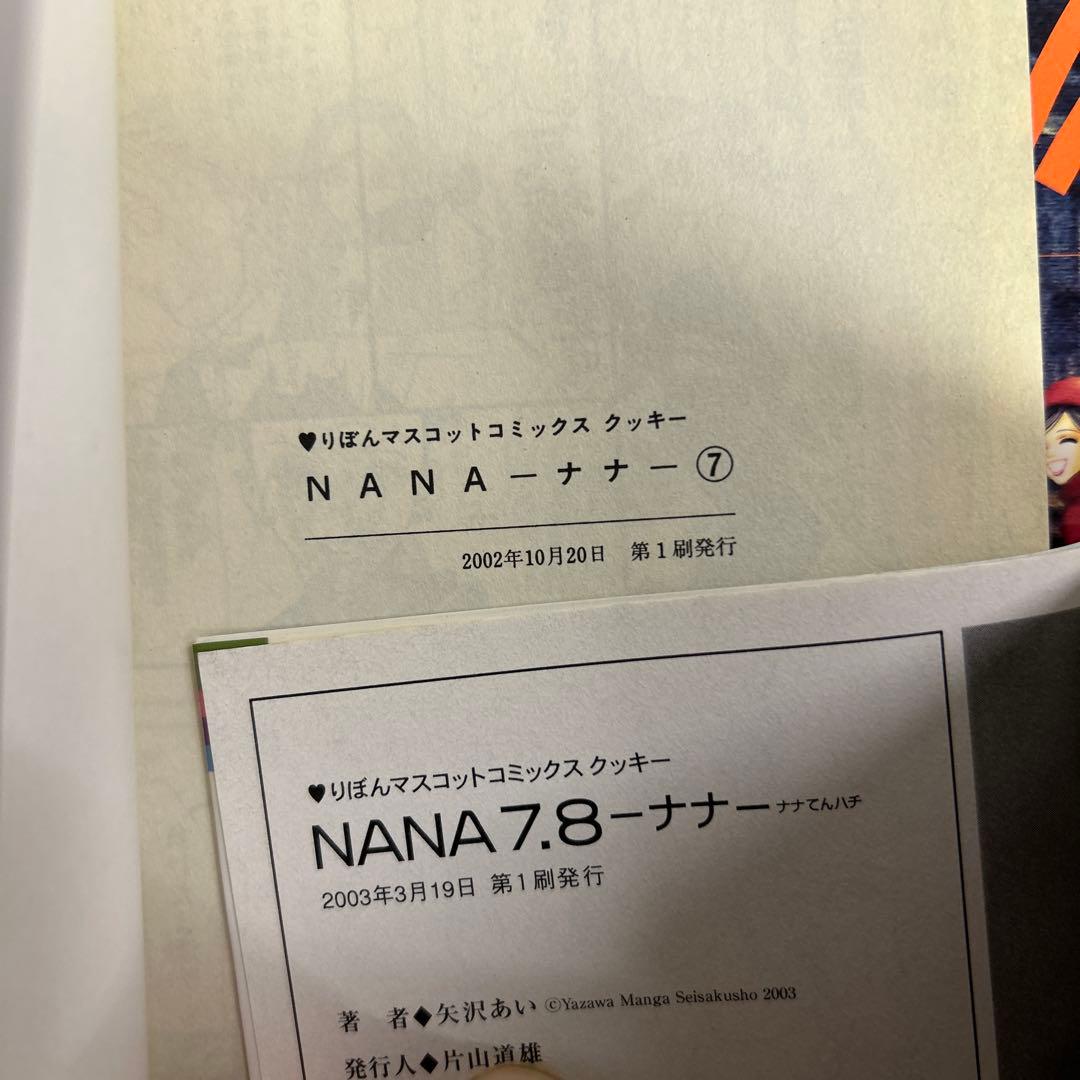 ♥りぼんマスコットコミックス クッキー
NANA－ナナ－⑦
2002年10月20日 第1刷発行
♥りぼんマスコットコミックス クッキー
NANA7.8－ナナ－ナナてんハチ
2003年3月19日 第1刷発行
著 者◆矢沢あい ©Yazawa Manga Seisakusho 2003
発行人◆片山道雄